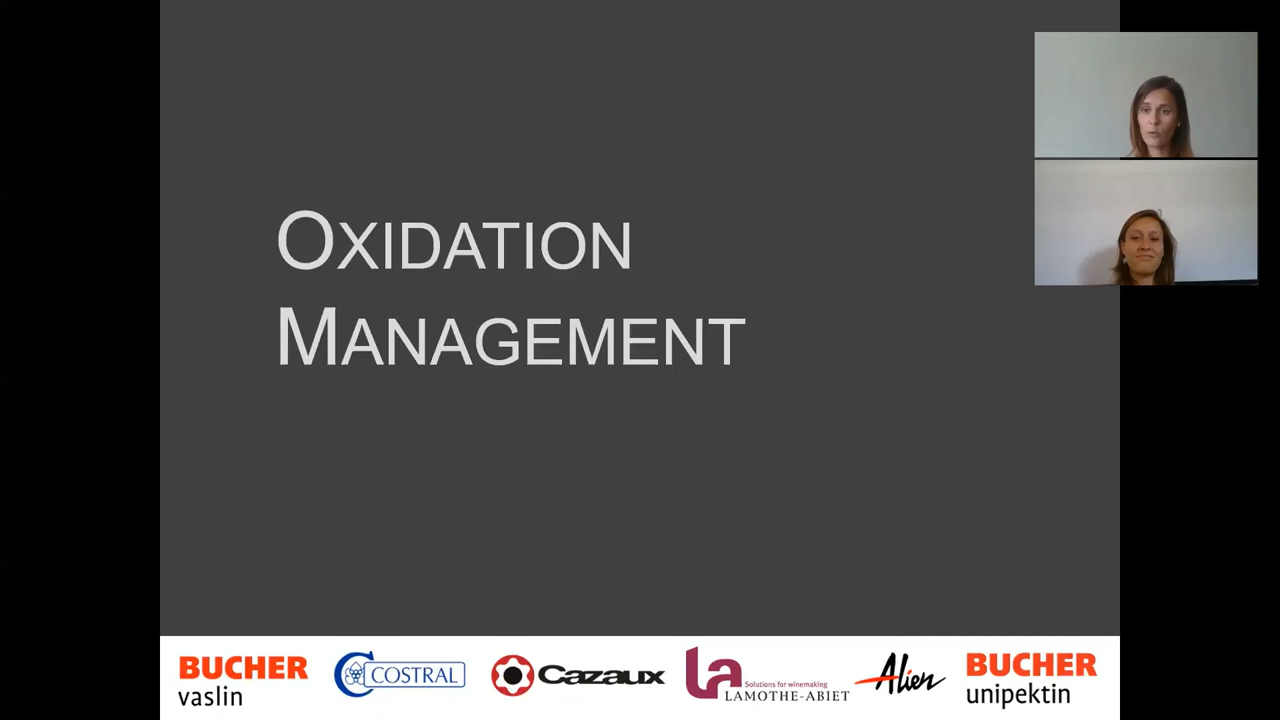 OXIDATION
MANAGEMENT
BUCHER
vaslin
COSTRAL
Cazaux
la
Solutions for winemaking
LAMOTHE-ABIET
Alien
BUCHER
unipektin